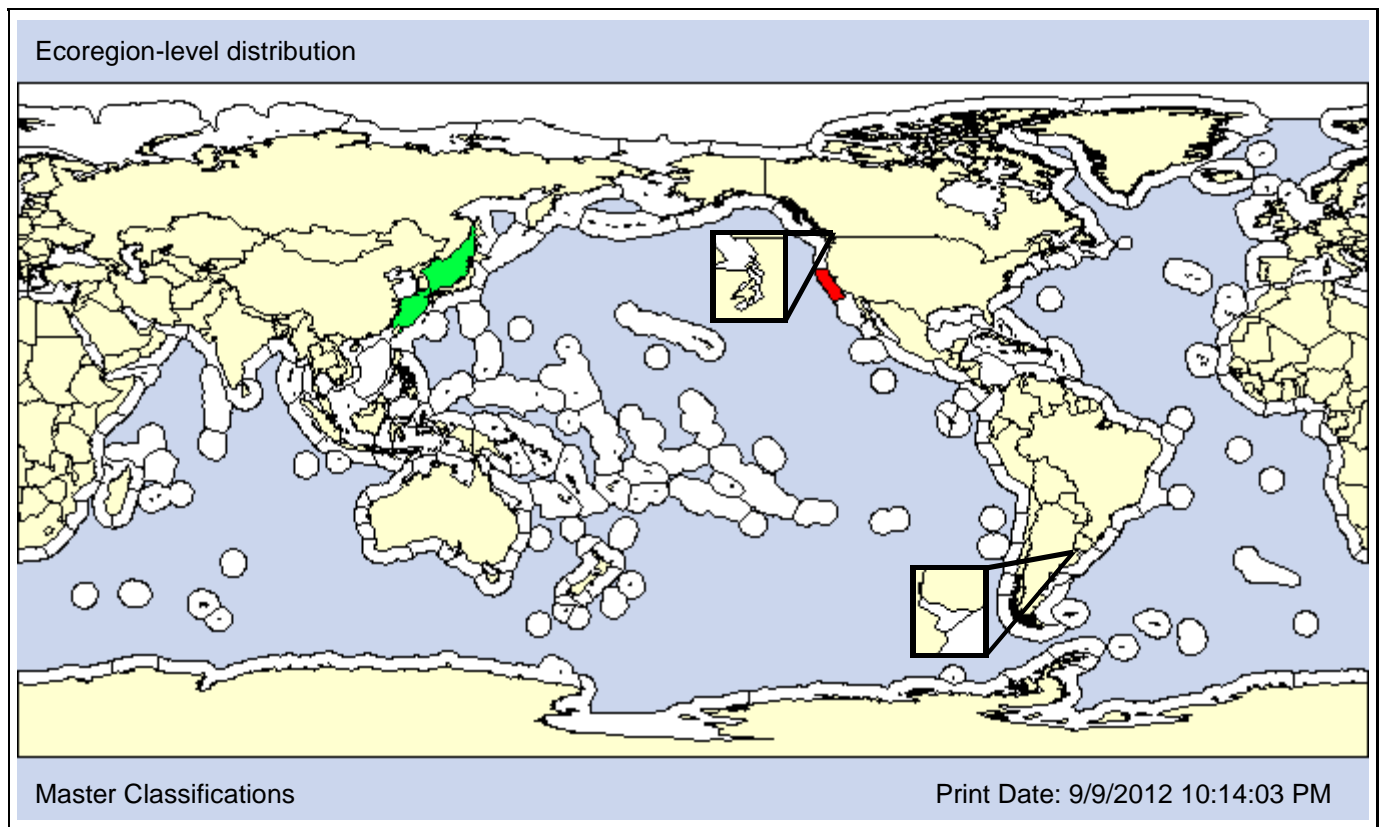 Ecoregion-level distribution
Master Classifications
Print Date: 9/9/2012 10:14:03 PM